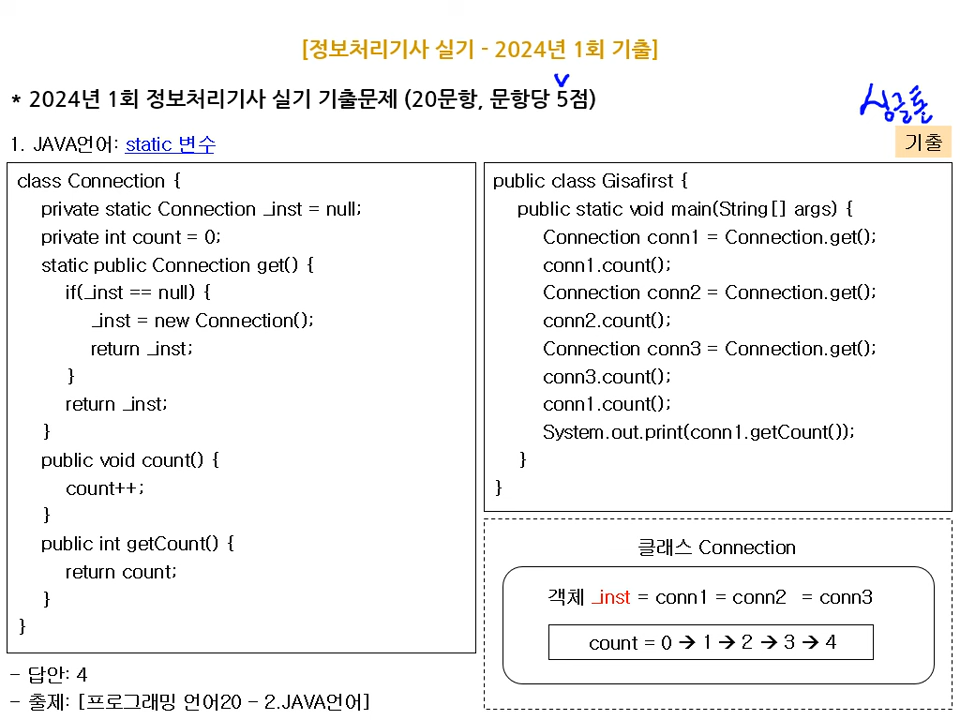 [정보처리기사 실기 - 2024년 1회 기출]
* 2024년 1회 정보처리기사 실기 기출문제 (20문항, 문항당 5점)
싱글톤
기출
1. JAVA언어: static 변수
class Connection {
private static Connection _inst = null;
private int count = 0;
static public Connection get() {
if(_inst == null) {
_inst = new Connection();
return _inst;
}
return _inst;
}
public void count() {
count++;
}
public int getCount() {
return count;
}
}
public class Gisafirst {
public static void main(String[] args) {
Connection conn1 = Connection.get();
conn1.count();
Connection conn2 = Connection.get();
conn2.count();
Connection conn3 = Connection.get();
conn3.count();
conn1.count();
System.out.print(conn1.getCount());
}
}
클래스 Connection
객체 _inst = conn1 = conn2 = conn3
count = 0 → 1 → 2 → 3 → 4
- 답안: 4
- 출제: [프로그래밍 언어20 - 2.JAVA언어]